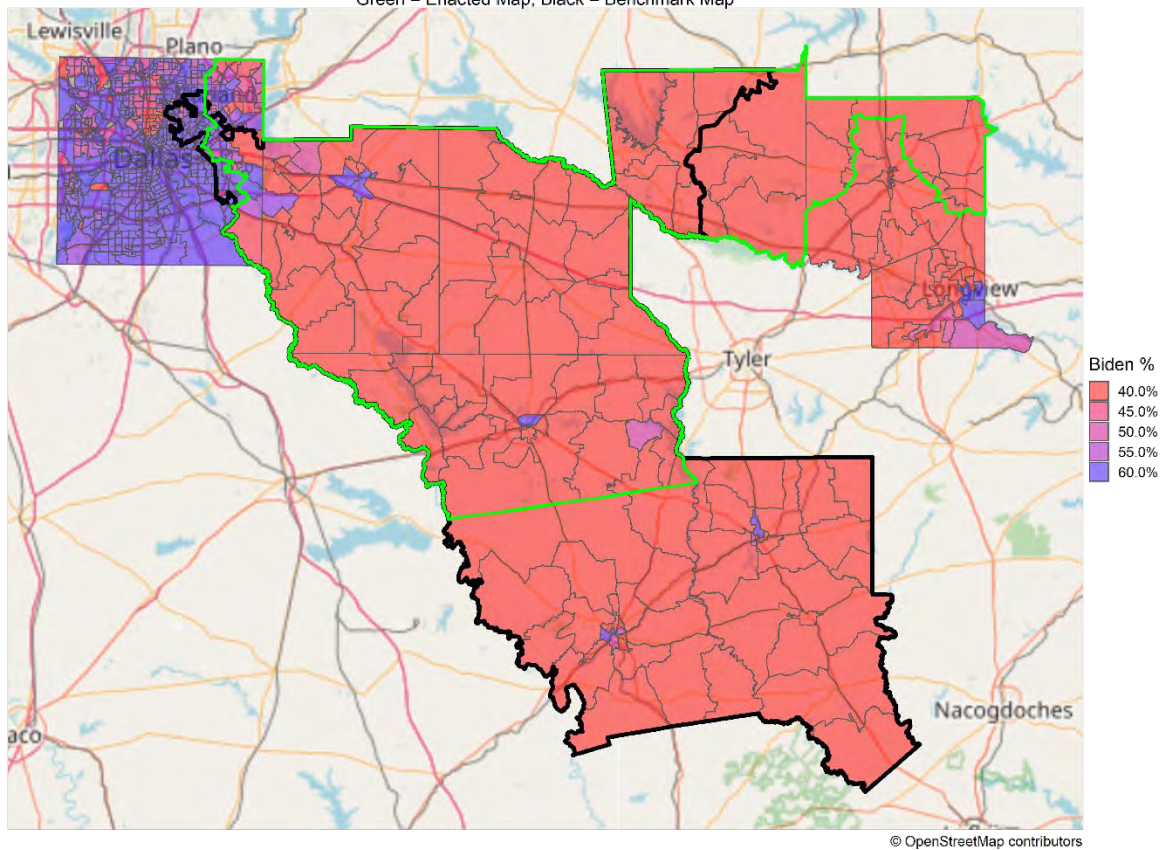 Green – Enacted Map, Black – Benchmark Map
Lewisville
Plano
Dallas
Longview
Tyler
Biden %
40.0%
45.0%
50.0%
55.0%
60.0%
Nacogdoches
aco
© OpenStreetMap contributors